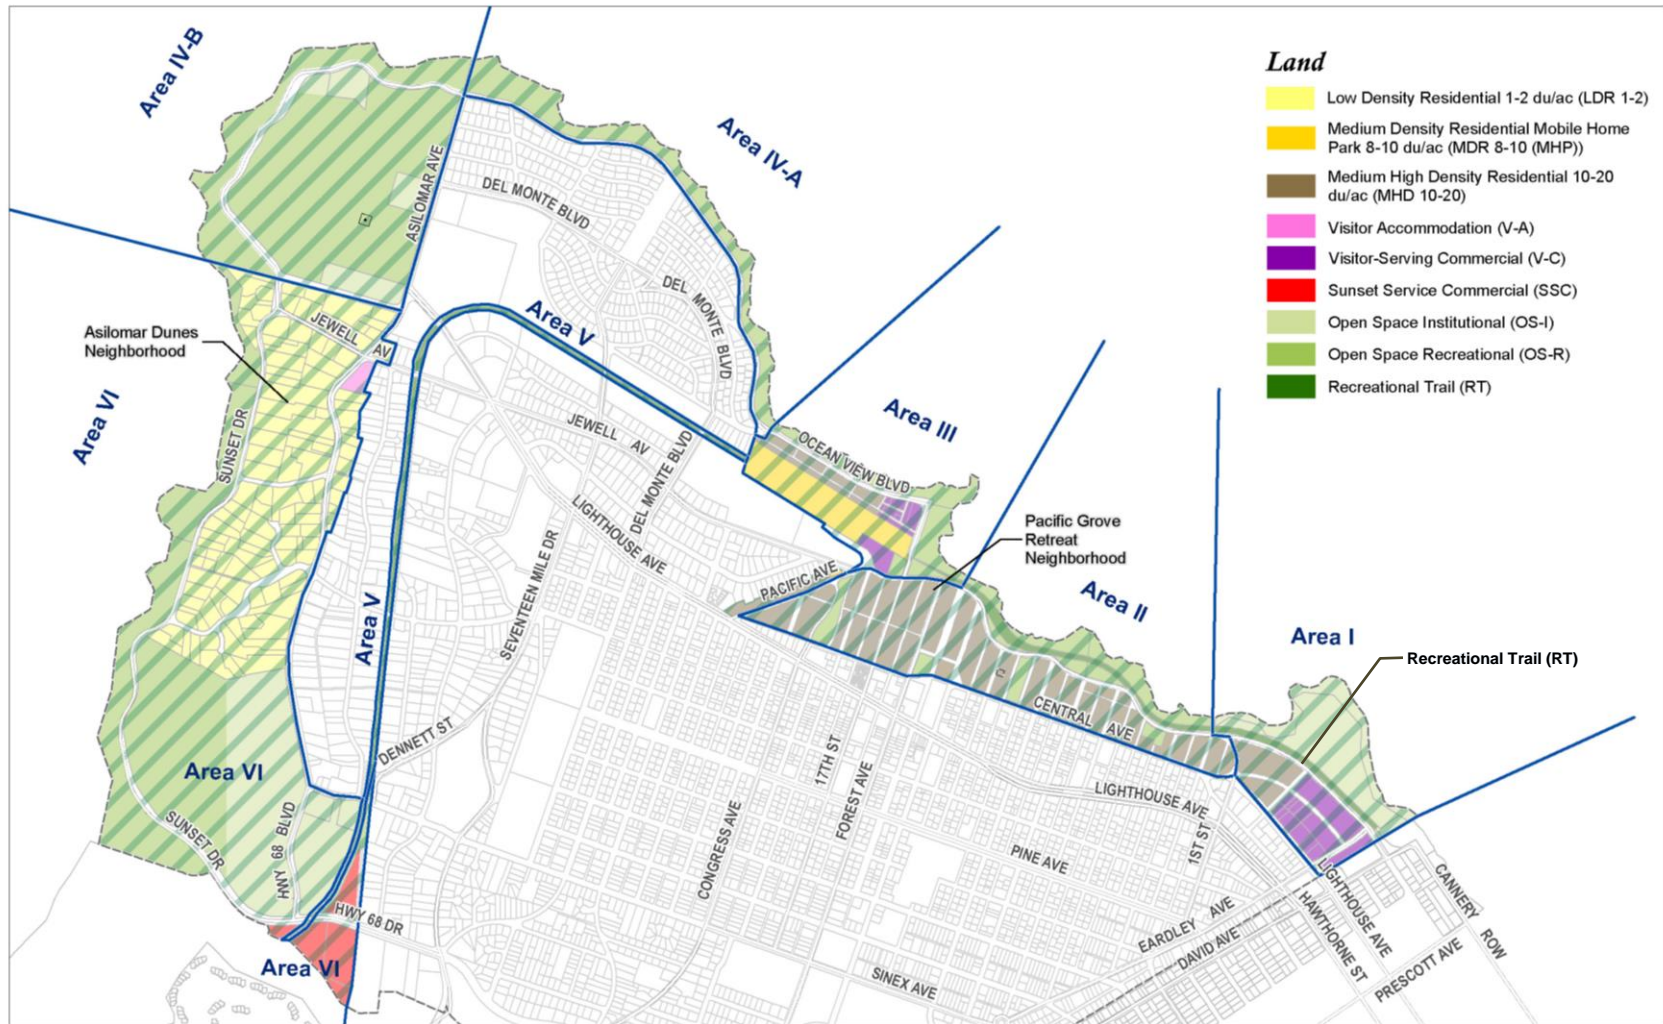 Area IV-B
Area IV-A
Land
Low Density Residential 1-2 du/ac (LDR 1-2)
Medium Density Residential Mobile Home
Park 8-10 du/ac (MDR 8-10 (MHP))
Medium High Density Residential 10-20
du/ac (MHD 10-20)
Visitor Accommodation (V-A)
Visitor-Serving Commercial (V-C)
Sunset Service Commercial (SSC)
Open Space Institutional (OS-I)
Open Space Recreational (OS-R)
Recreational Trail (RT)
ASILOMAR AVE
DEL MONTE BLVD
DEL MONTE BLVD
Asilomar Dunes
Neighborhood
JEWELL AV
Area V
Area VI
SUNSET DR
JEWELL AV
DEL MONTE BLVD
LIGHTHOUSE AVE
OCEAN VIEW BLVD
Area III
Pacific Grove
Retreat
Neighborhood
PACIFIC AVE
SEVENTEEN MILE DR
Area V
Area II
Area I
Recreational Trail (RT)
CENTRAL AVE
DENNETT ST
Area VI
SUNSET DR
HWY 68 BLVD
HWY 68 DR
Area VI
17TH ST
FOREST AVE
CONGRESS AVE
LIGHTHOUSE AVE
1ST ST
PINE AVE
SINEX AVE
EARDLEY AVE
DAVID AVE
LIGHTHOUSE AVE
HAWTHORNE ST
CANNERY ROW
PRESCOTT AVE